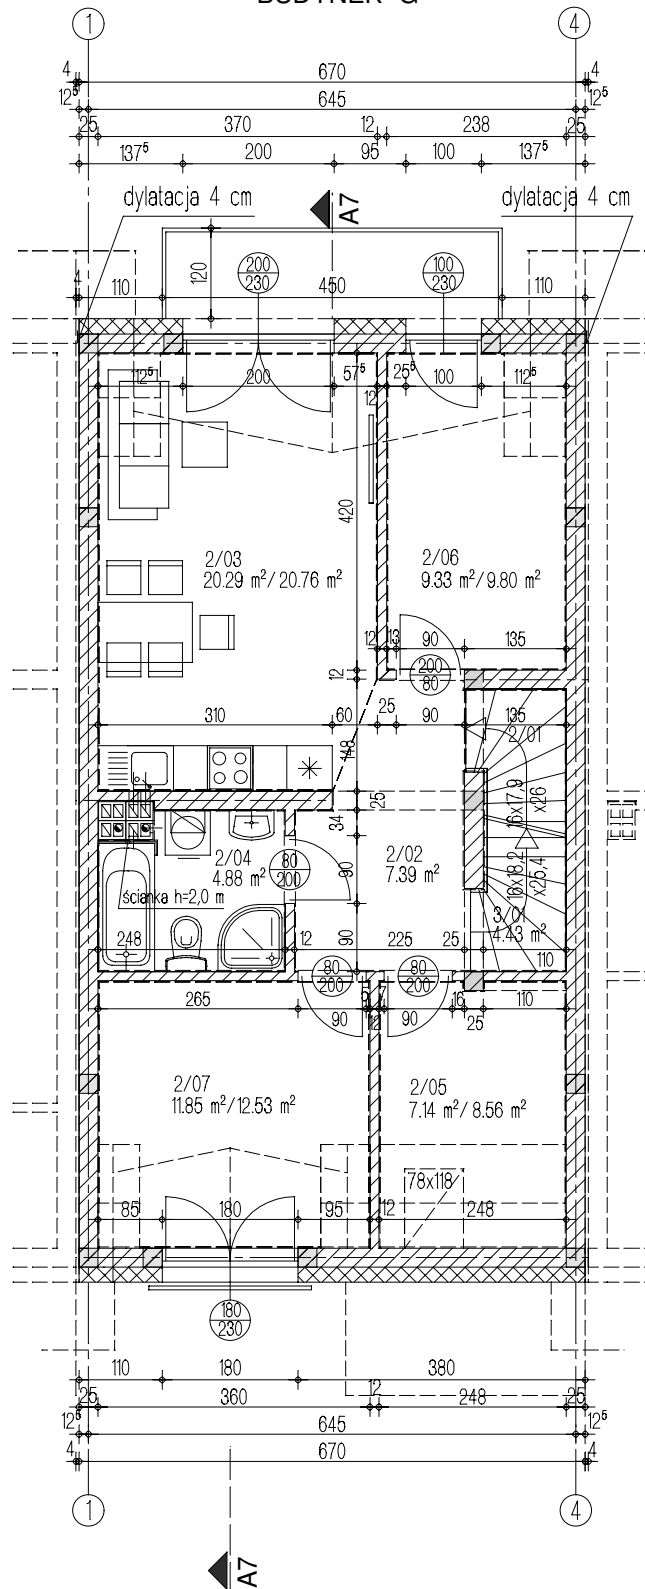 BUDYNEK "G"
1 4
4 670 4
12⁵ 645 12⁵
25 370 12 238 25
137⁵ 200 95 100 137⁵
dylatacja 4 cm dylatacja 4 cm
A7
120
200 100
230 230
4 110 450 110
112⁵ 200 57⁵ 25⁵ 100 112⁵
12
420
2/03 2/06
20.29 m²/ 20.76 m² 9.33 m²/ 9.80 m²
12 13 90 135
200
80
12
310 60 25 90 135
148
2/01
16x17,9
x26
25
34
2/04 80 2/02
4.88 m² 200 7.39 m²
90
16x18,2
x25,4
ścianka h=2,0 m
3/01
4.43 m²
90
248 12 225 25 110
80 80
200 200
265 5 7 16 110
90 12 90 25
2/07 2/05
11.85 m²/12.53 m² 7.14 m²/ 8.56 m²
78x118
85 180 95 12 248
180
230
110 180 380
25 360 12 248 25
12⁵ 645 12⁵
4 670 4
1 4
A7